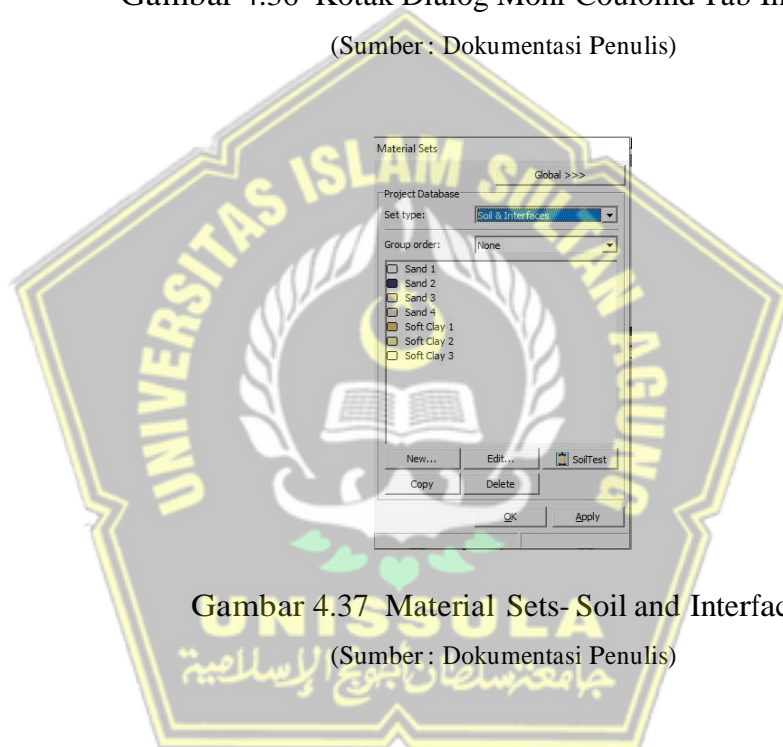 Gambar 4.36 Kotak Dialog Mohr Coulomb Tab
(Sumber : Dokumentasi Penulis)
UNIVERSITAS ISLAM SULTAN AGUNG
Material Sets
Global >>>
Project Database
Set type:
Soil & Interfaces
Group order:
None
Sand 1
Sand 2
Sand 3
Sand 4
Soft Clay 1
Soft Clay 2
Soft Clay 3
New...
Edit...
SoilTest
Copy
Delete
OK
Apply
Gambar 4.37 Material Sets- Soil and Interfac
UNISSULA
(Sumber : Dokumentasi Penulis)
جامعة سلطان أجونج الإسلامية